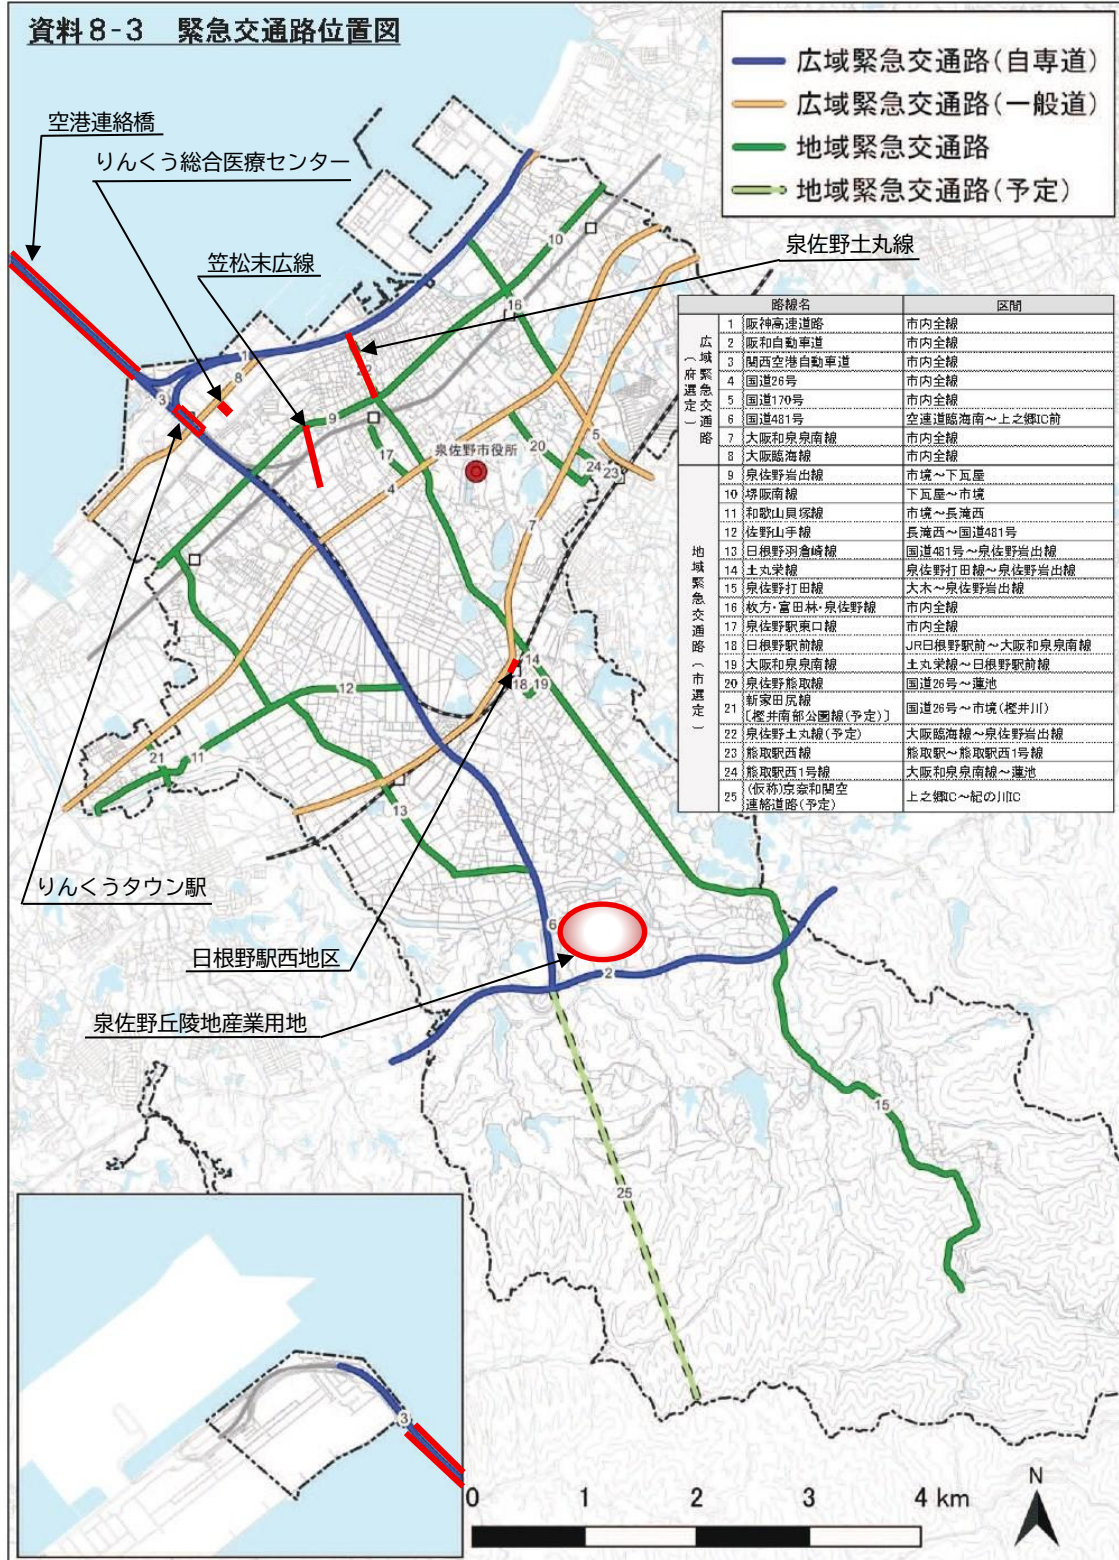 資料8-3　緊急交通路位置図
広域緊急交通路(自専道)
広域緊急交通路(一般道)
地域緊急交通路
地域緊急交通路(予定)
空港連絡橋
りんくう総合医療センター
笠松末広線
泉佐野土丸線
路線名 区間
広域緊急交通路(府選定)
1 阪神高速道路 市内全線
2 阪和自動車道 市内全線
3 関西空港自動車道 市内全線
4 国道26号 市内全線
5 国道170号 市内全線
6 国道481号 空連道臨海南～上之郷IC前
7 大阪和泉泉南線 市内全線
8 大阪臨海線 市内全線
地域緊急交通路(市選定)
9 泉佐野岩出線 市境～下瓦屋
10 堺阪南線 下瓦屋～市境
11 和歌山貝塚線 市境～長滝西
12 佐野山手線 長滝西～国道481号
13 日根野羽倉崎線 国道481号～泉佐野岩出線
14 土丸栄線 泉佐野打田線～泉佐野岩出線
15 泉佐野打田線 大木～泉佐野岩出線
16 枚方・富田林・泉佐野線 市内全線
17 泉佐野駅東口線 市内全線
18 日根野駅前線 JR日根野駅前～大阪和泉泉南線
19 大阪和泉泉南線 土丸栄線～日根野駅前線
20 泉佐野熊取線 国道26号～蓮池
21 新家田尻線
[樫井南部公園線(予定)] 国道26号～市境(樫井川)
22 泉佐野土丸線(予定) 大阪臨海線～泉佐野岩出線
23 熊取駅西線 熊取駅～熊取駅西1号線
24 熊取駅西1号線 大阪和泉泉南線～蓮池
25 (仮称)京奈和関空
連絡道路(予定) 上之郷IC～紀の川IC
10
16
1
8
3
9
20
5
17
泉佐野市役所
24
23
4
7
14
18 19
12
11
21
13
りんくうタウン駅
日根野駅西地区
6
2
泉佐野丘陵地産業用地
15
25
3
N
0 1 2 3 4 km